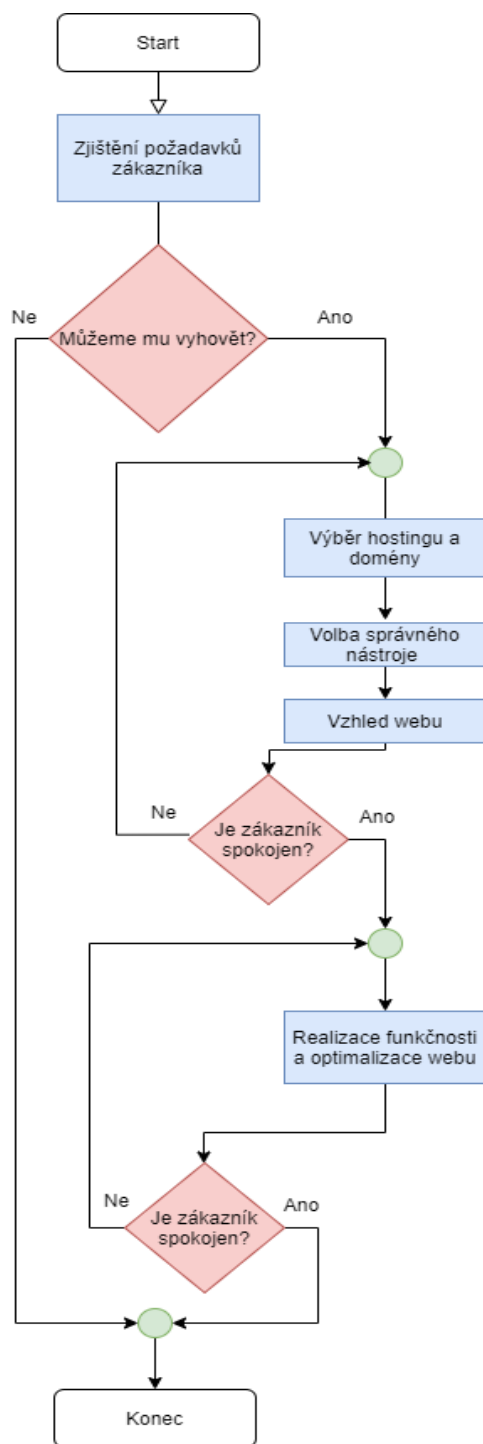 Start
Zjištění požadavků
zákazníka
Ne
Ano
Můžeme mu vyhovět?
Výběr hostingu a
domény
Volba správného
nástroje
Vzhled webu
Ne
Ano
Je zákazník
spokojen?
Realizace funkčnosti
a optimalizace webu
Ne
Ano
Je zákazník
spokojen?
Konec